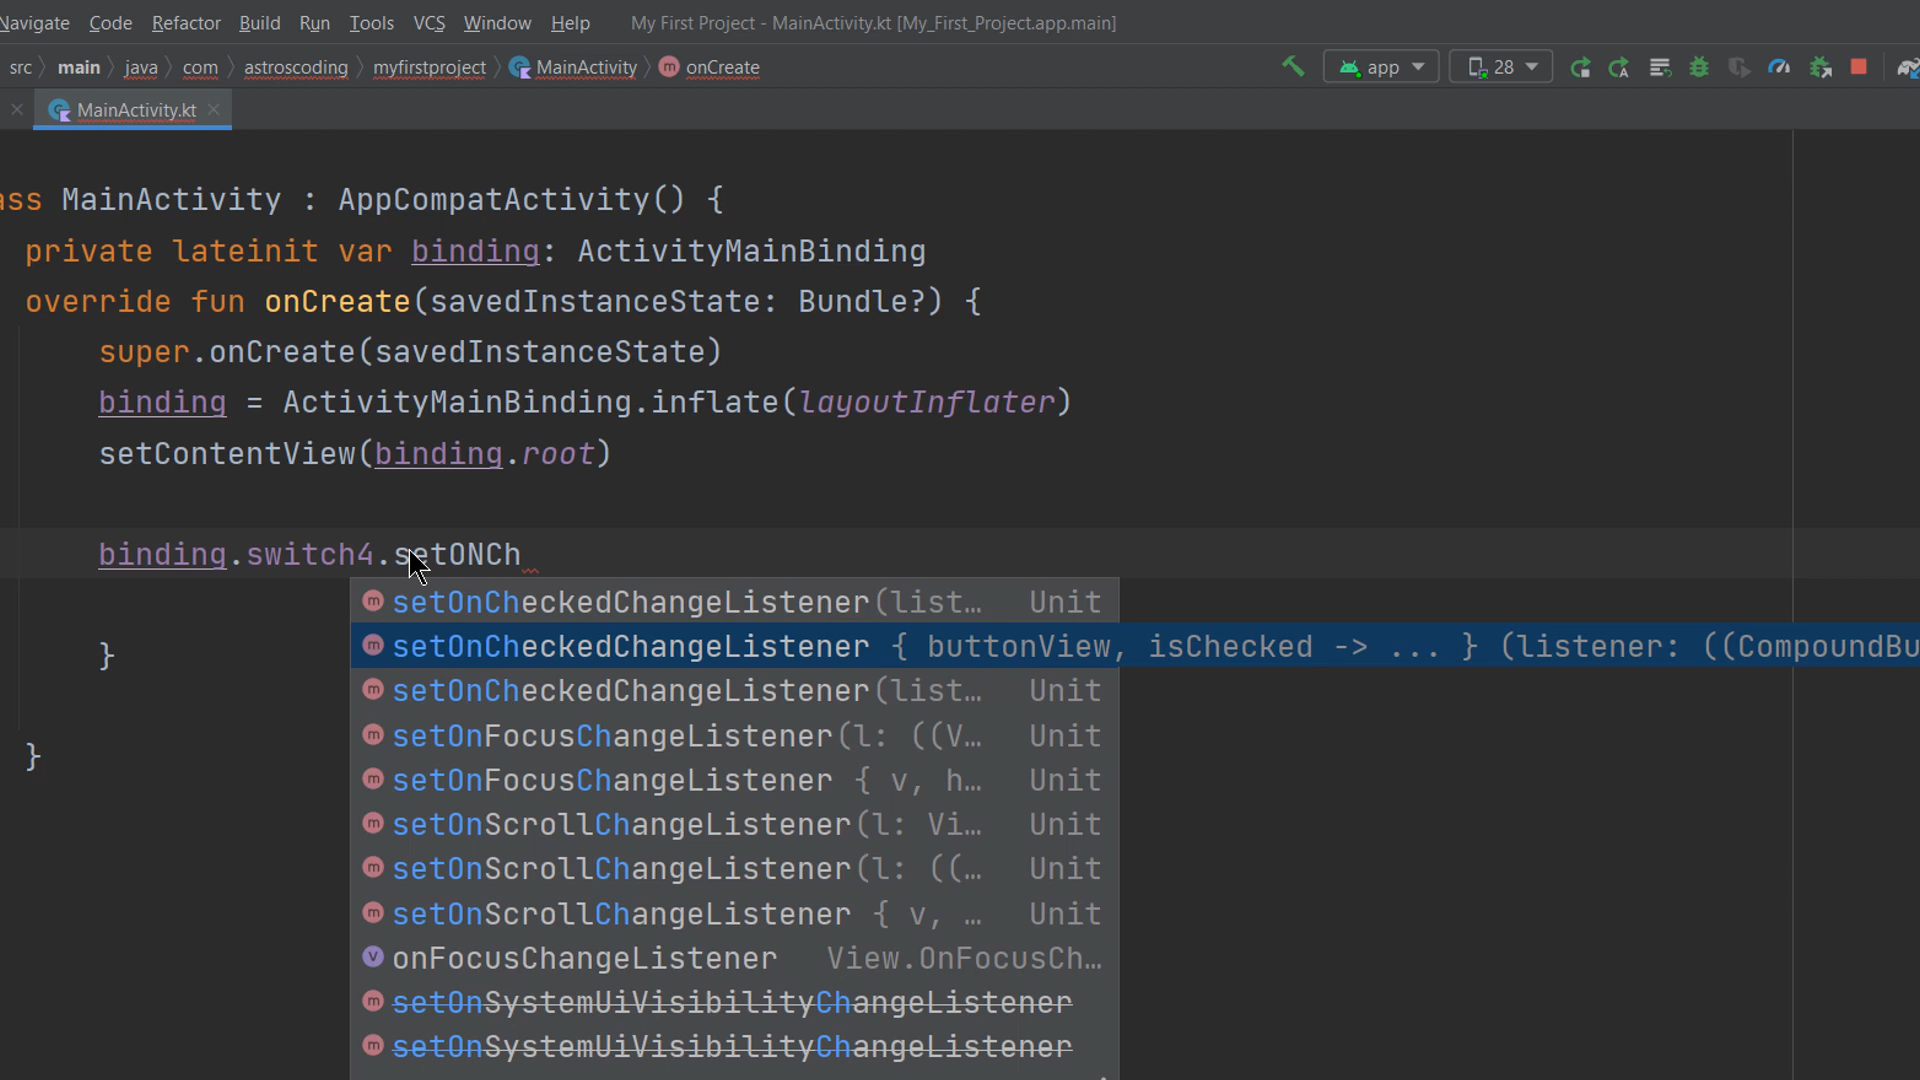 Navigate Code Refactor Build Run Tools VCS Window Help My First Project - MainActivity.kt [My_First_Project.app.main]
src main java com astroscoding myfirstproject MainActivity onCreate app 28
MainActivity.kt
ass MainActivity : AppCompatActivity() {
private lateinit var binding: ActivityMainBinding
override fun onCreate(savedInstanceState: Bundle?) {
super.onCreate(savedInstanceState)
binding = ActivityMainBinding.inflate(layoutInflater)
setContentView(binding.root)
binding.switch4.setONCh
setOnCheckedChangeListener(list… Unit
setOnCheckedChangeListener { buttonView, isChecked -> ... } (listener: ((CompoundBu
}
setOnCheckedChangeListener(list… Unit
setOnFocusChangeListener(l: ((V… Unit
}
setOnFocusChangeListener { v, h… Unit
setOnScrollChangeListener(l: Vi… Unit
setOnScrollChangeListener(l: ((… Unit
setOnScrollChangeListener { v, … Unit
onFocusChangeListener View.OnFocusCh…
setOnSystemUiVisibilityChangeListener
setOnSystemUiVisibilityChangeListener